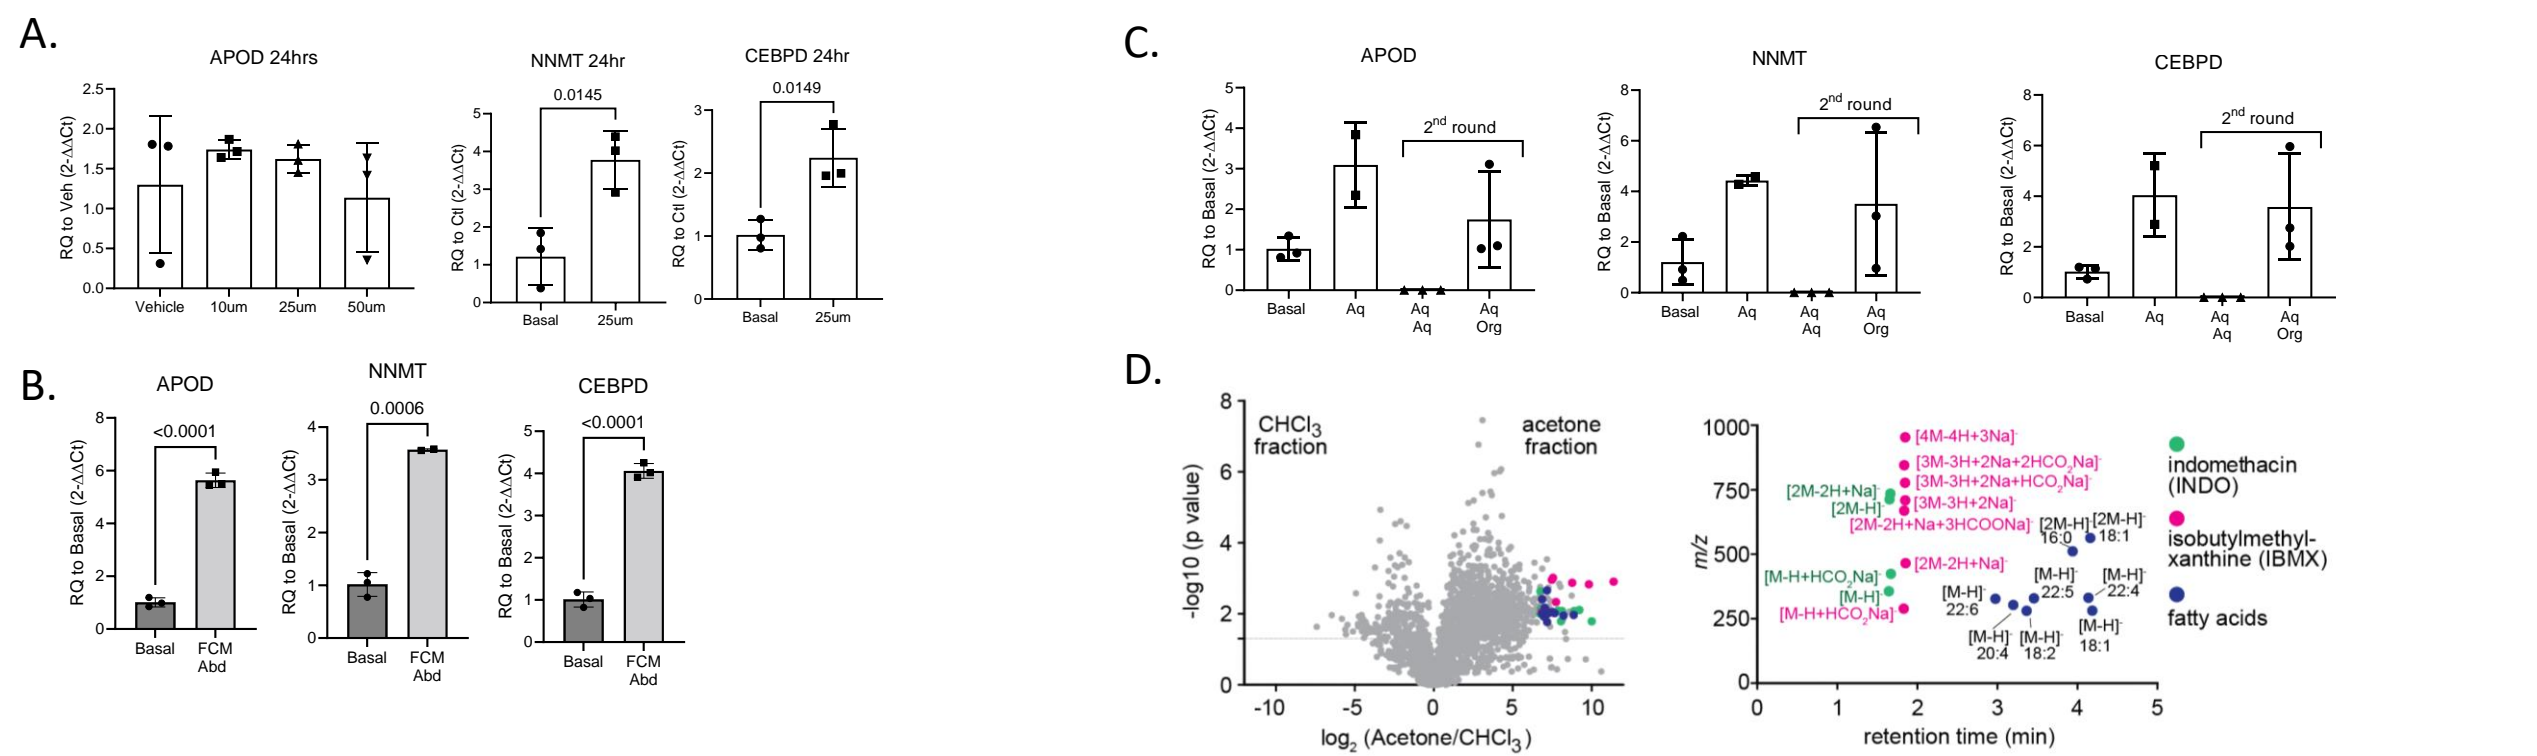 A.
APOD 24hrs
RQ to Veh (2-ΔΔCt)
2.5
2.0
1.5
1.0
0.5
0.0
Vehicle
10um
25um
50um
NNMT 24hr
0.0145
RQ to Ctl (2-ΔΔCt)
5
4
3
2
1
0
Basal
25um
CEBPD 24hr
0.0149
RQ to Ctl (2-ΔΔCt)
3
2
1
0
Basal
25um
B.
APOD
<0.0001
RQ to Basal (2-ΔΔCt)
8
6
4
2
0
Basal
FCM
Abd
NNMT
0.0006
RQ to Basal (2-ΔΔCt)
4
3
2
1
0
Basal
FCM
Abd
CEBPD
<0.0001
RQ to Basal (2-ΔΔCt)
5
4
3
2
1
0
Basal
FCM
Abd
C.
APOD
2nd round
RQ to Basal (2-ΔΔCt)
5
4
3
2
1
0
Basal
Aq
Aq
Aq
Aq
Org
NNMT
2nd round
RQ to Basal (2-ΔΔCt)
8
6
4
2
0
Basal
Aq
Aq
Aq
Aq
Org
CEBPD
2nd round
RQ to Basal (2-ΔΔCt)
8
6
4
2
0
Basal
Aq
Aq
Aq
Aq
Org
D.
CHCl3
fraction
acetone
fraction
-log10 (p value)
8
6
4
2
0
-10
-5
0
5
10
log2 (Acetone/CHCl3)
m/z
1000
750
500
250
0
0
1
2
3
4
5
retention time (min)
[4M-4H+3Na]-
[3M-3H+2Na+2HCO2Na]-
[3M-3H+2Na+HCO2Na]-
[2M-2H+Na]-
[3M-3H+2Na]-
[2M-H]-
[2M-2H+Na+3HCOONa]-
[2M-H]-
16:0
[2M-H]-
18:1
[2M-2H+Na]-
[M-H+HCO2Na]-
[M-H]-
[M-H+HCO2Na]-
[M-H]-
22:6
[M-H]-
22:5
[M-H]-
22:4
[M-H]-
20:4
[M-H]-
18:2
[M-H]-
18:1
indomethacin
(INDO)
isobutylmethyl-
xanthine (IBMX)
fatty acids